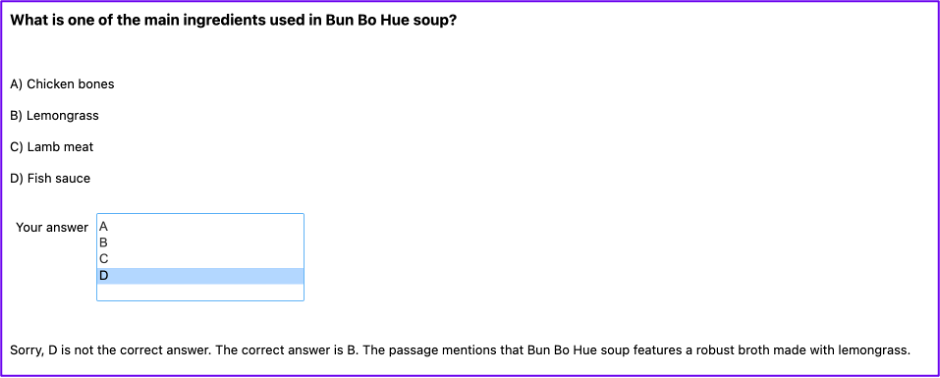 What is one of the main ingredients used in Bun Bo Hue soup?
A) Chicken bones
B) Lemongrass
C) Lamb meat
D) Fish sauce
Your answer
A
B
C
D
Sorry, D is not the correct answer. The correct answer is B. The passage mentions that Bun Bo Hue soup features a robust broth made with lemongrass.